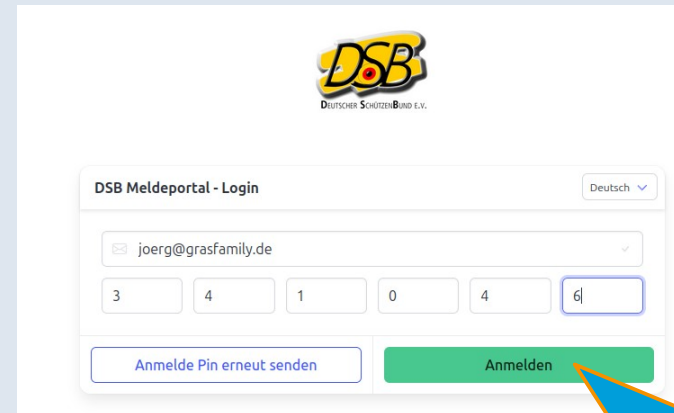 DSB
DEUTSCHER SCHÜTZENBUND E.V.
DSB Meldeportal - Login
Deutsch
joerg@grasfamily.de
3 4 1 0 4 6
Anmelde Pin erneut senden
Anmelden